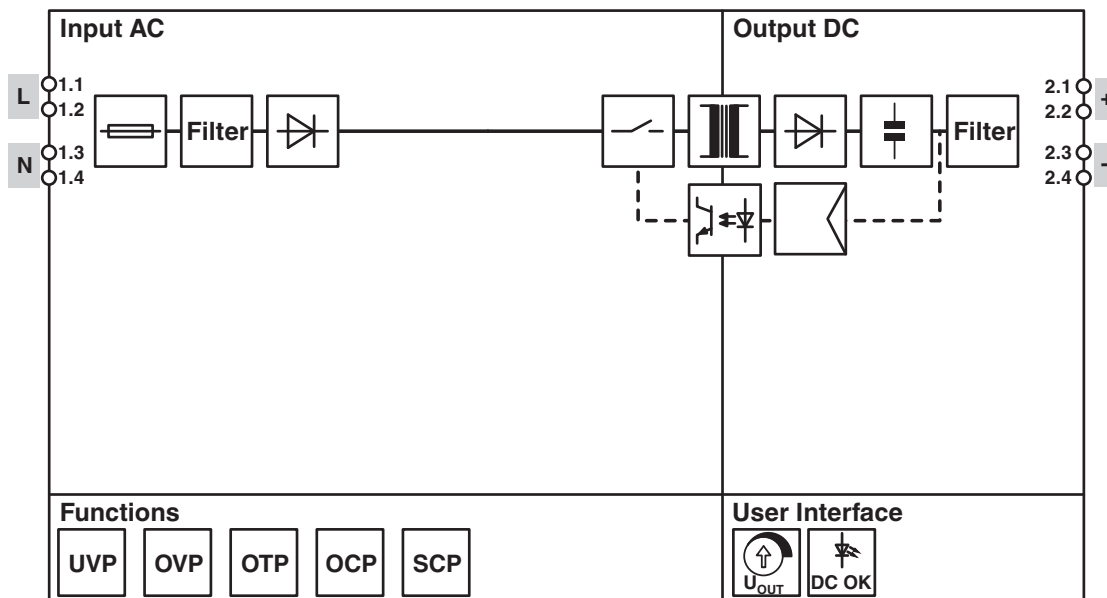 Input AC
Output DC
L
1.1
1.2
N
1.3
1.4
Filter
Filter
2.1
2.2
+
2.3
2.4
-
Functions
UVP
OVP
OTP
OCP
SCP
User Interface
UOUT
DC OK